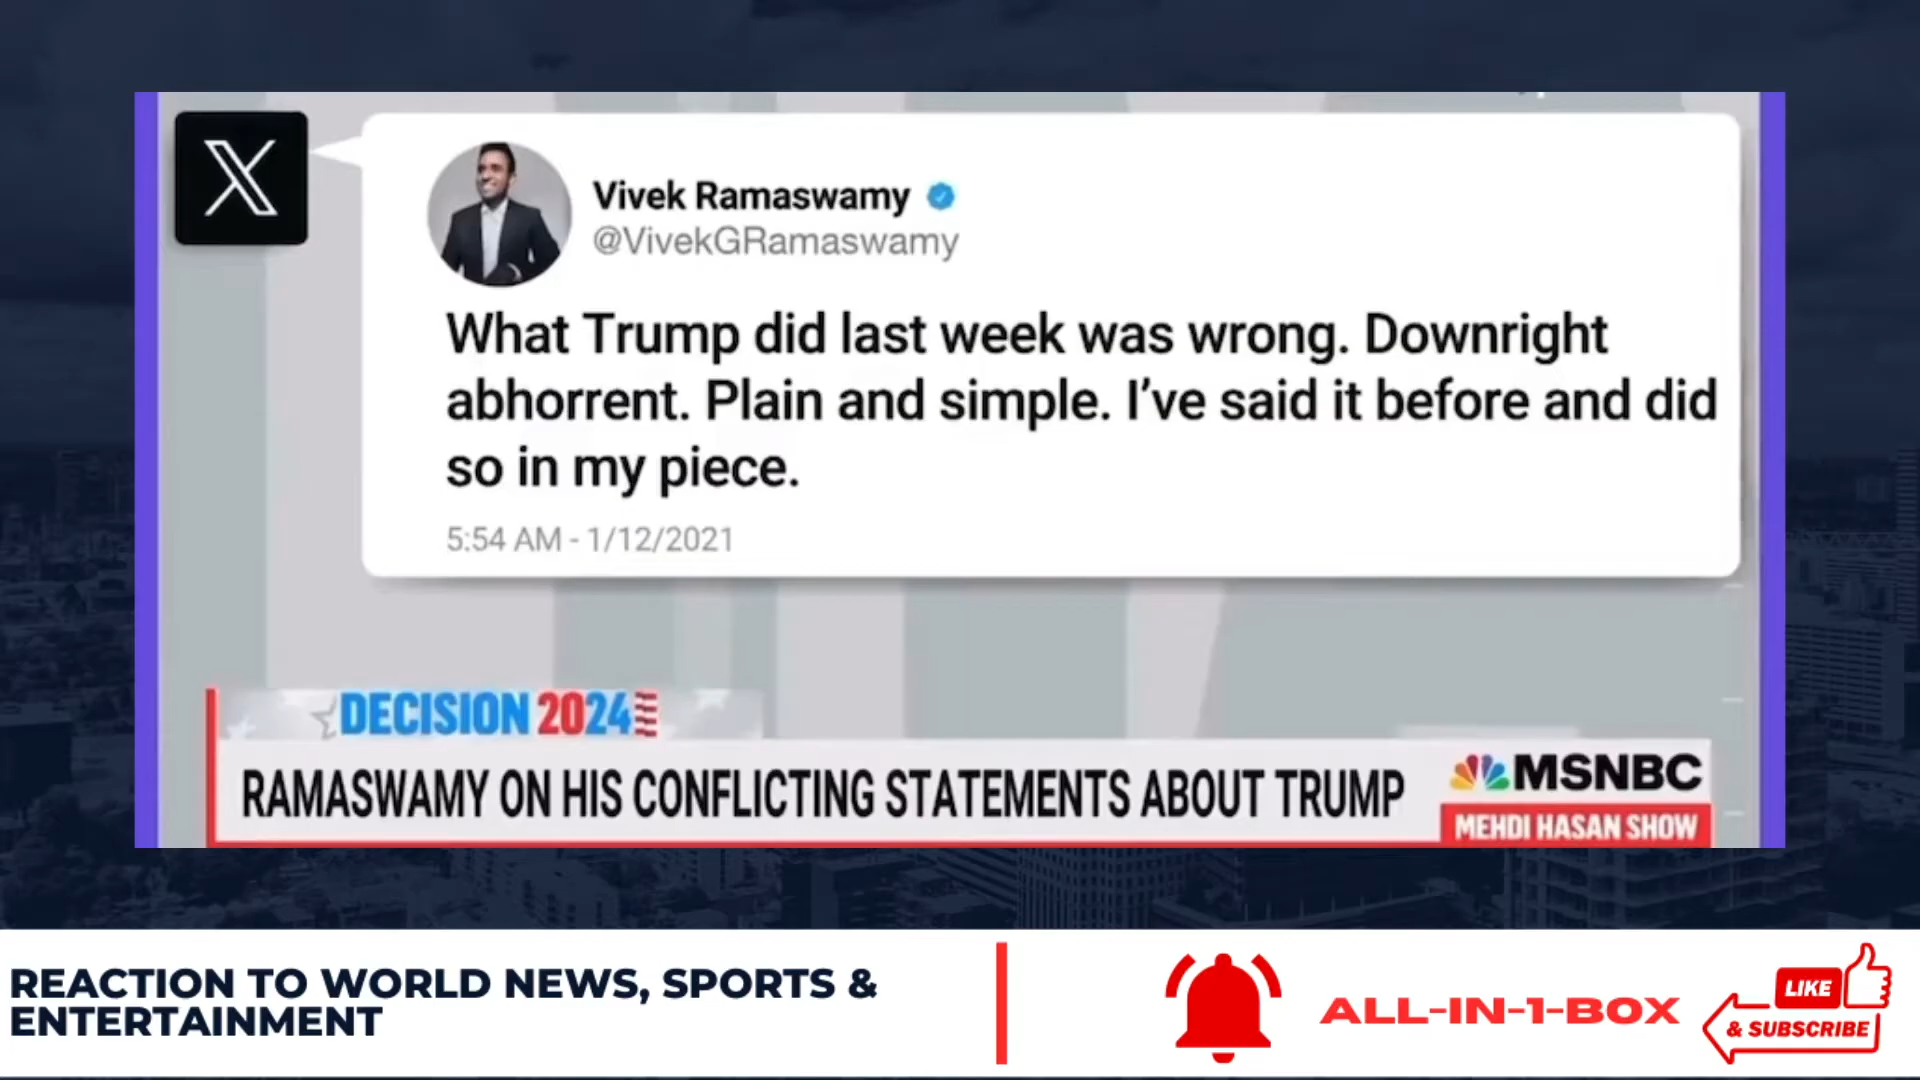 X
Vivek Ramaswamy
@VivekGRamaswamy
What Trump did last week was wrong. Downright
abhorrent. Plain and simple. I've said it before and did
so in my piece.
5:54 AM - 1/12/2021
DECISION 2024
RAMASWAMY ON HIS CONFLICTING STATEMENTS ABOUT TRUMP
MSNBC
MEHDI HASAN SHOW
REACTION TO WORLD NEWS, SPORTS &
ENTERTAINMENT
ALL-IN-1-BOX
LIKE
& SUBSCRIBE